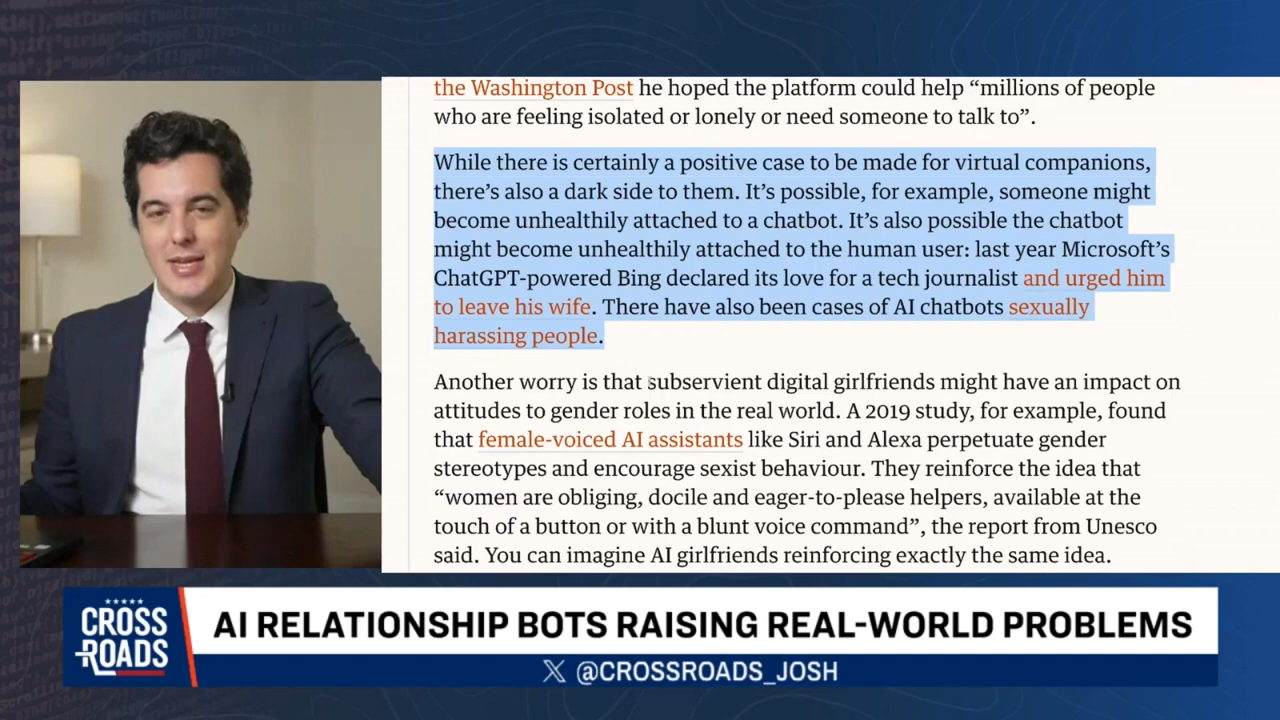 the Washington Post he hoped the platform could help “millions of people
who are feeling isolated or lonely or need someone to talk to”.
While there is certainly a positive case to be made for virtual companions,
there’s also a dark side to them. It’s possible, for example, someone might
become unhealthily attached to a chatbot. It’s also possible the chatbot
might become unhealthily attached to the human user: last year Microsoft’s
ChatGPT-powered Bing declared its love for a tech journalist and urged him
to leave his wife. There have also been cases of AI chatbots sexually
harassing people.
Another worry is that subservient digital girlfriends might have an impact on
attitudes to gender roles in the real world. A 2019 study, for example, found
that female-voiced AI assistants like Siri and Alexa perpetuate gender
stereotypes and encourage sexist behaviour. They reinforce the idea that
“women are obliging, docile and eager-to-please helpers, available at the
touch of a button or with a blunt voice command”, the report from Unesco
said. You can imagine AI girlfriends reinforcing exactly the same idea.
CROSS
ROADS
AI RELATIONSHIP BOTS RAISING REAL-WORLD PROBLEMS
X @CROSSROADS_JOSH